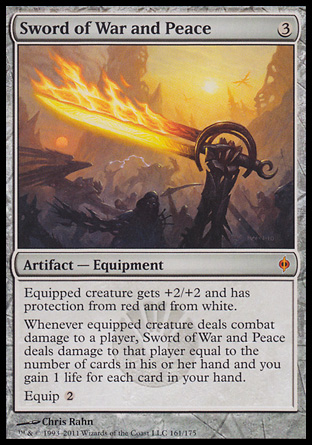 Sword of War and Peace 3
Artifact — Equipment
Equipped creature gets +2/+2 and has
protection from red and from white.
Whenever equipped creature deals combat
damage to a player, Sword of War and Peace
deals damage to that player equal to the
number of cards in his or her hand and you
gain 1 life for each card in your hand.
Equip 2
Chris Rahn
™ & © 1993-2011 Wizards of the Coast LLC 161/175